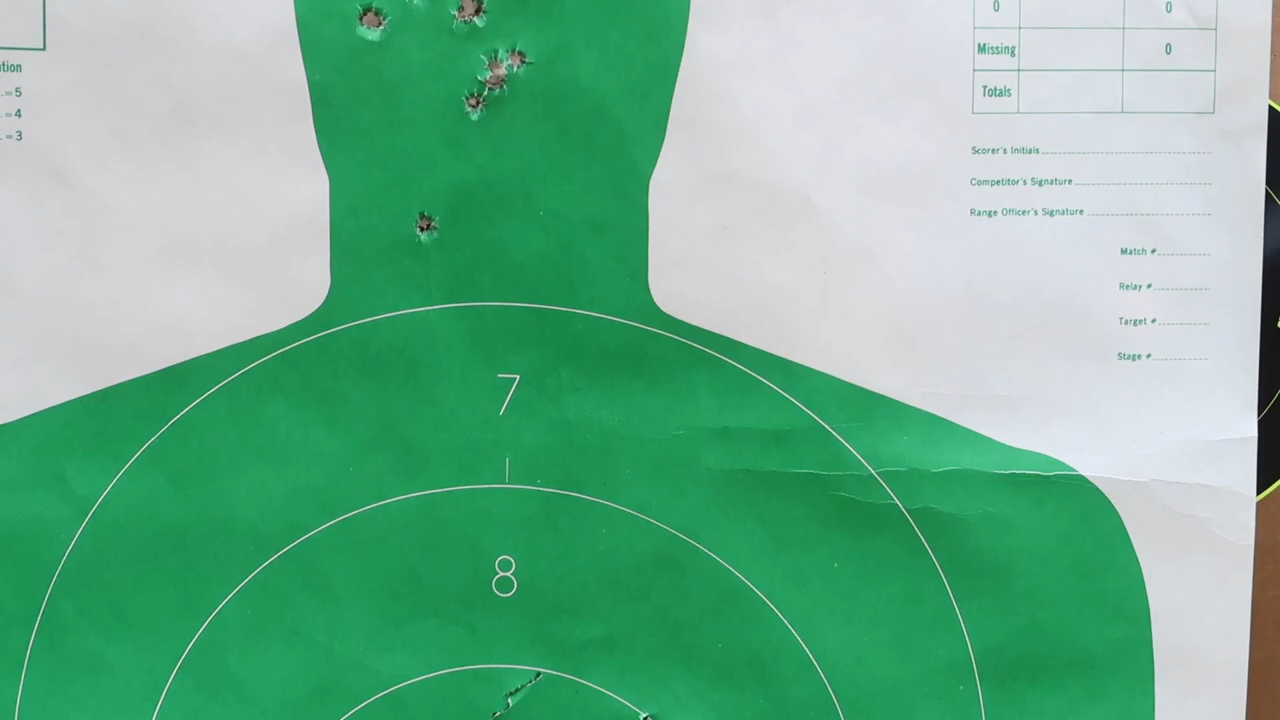 0 0
Missing 0
Totals
=5
=4
=3
Scorer's Initials
Competitor's Signature
Range Officer's Signature
Match #
Relay #
Target #
Stage #
7
8